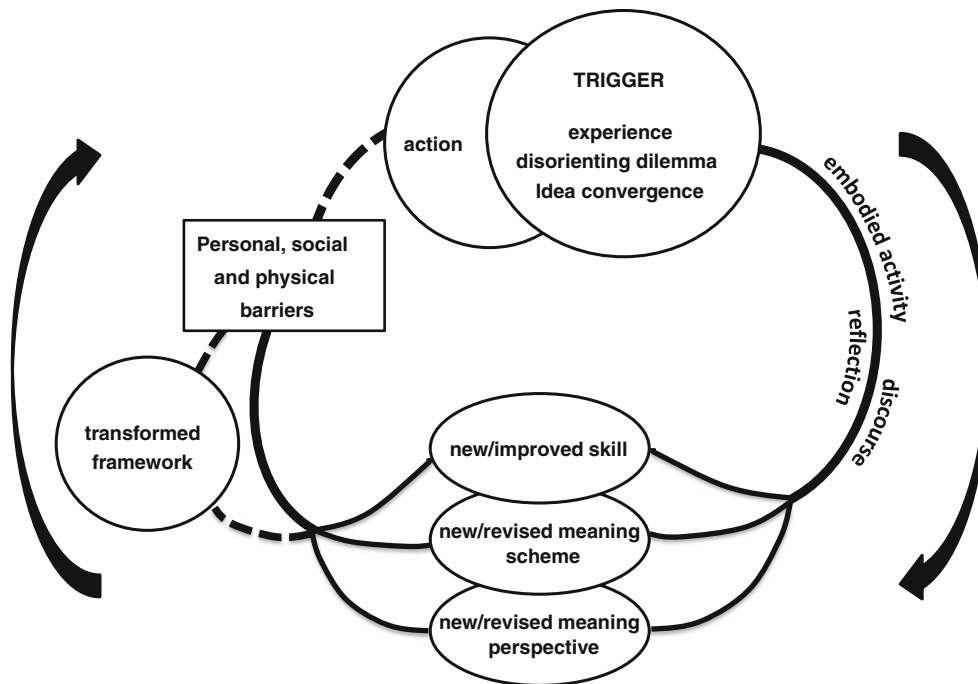 TRIGGER
experience
disorienting dilemma
Idea convergence
action
embodied activity
reflection
discourse
Personal, social
and physical
barriers
transformed
framework
new/improved skill
new/revised meaning
scheme
new/revised meaning
perspective